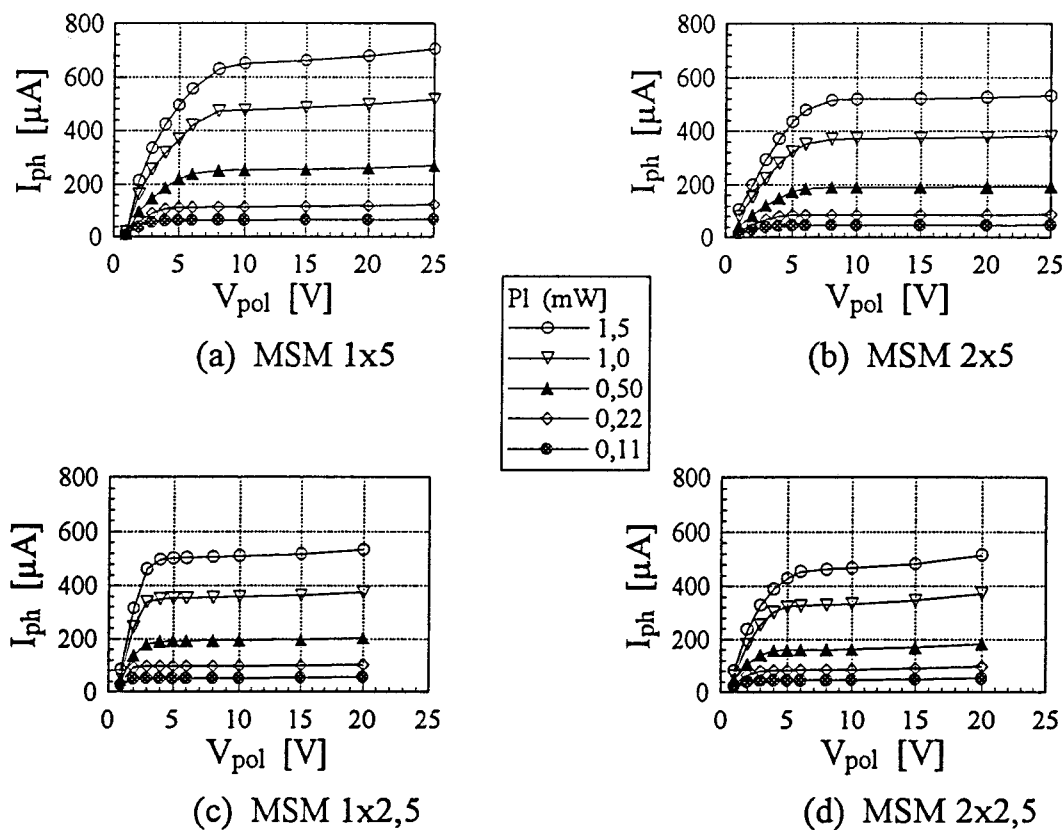 800
600
400
200
0
I_ph [µA]
0 5 10 15 20 25
V_pol [V]
(a) MSM 1x5
800
600
400
200
0
I_ph [µA]
0 5 10 15 20 25
V_pol [V]
(b) MSM 2x5
Pl (mW)
1,5
1,0
0,50
0,22
0,11
800
600
400
200
0
I_ph [µA]
0 5 10 15 20 25
V_pol [V]
(c) MSM 1x2,5
800
600
400
200
0
I_ph [µA]
0 5 10 15 20 25
V_pol [V]
(d) MSM 2x2,5